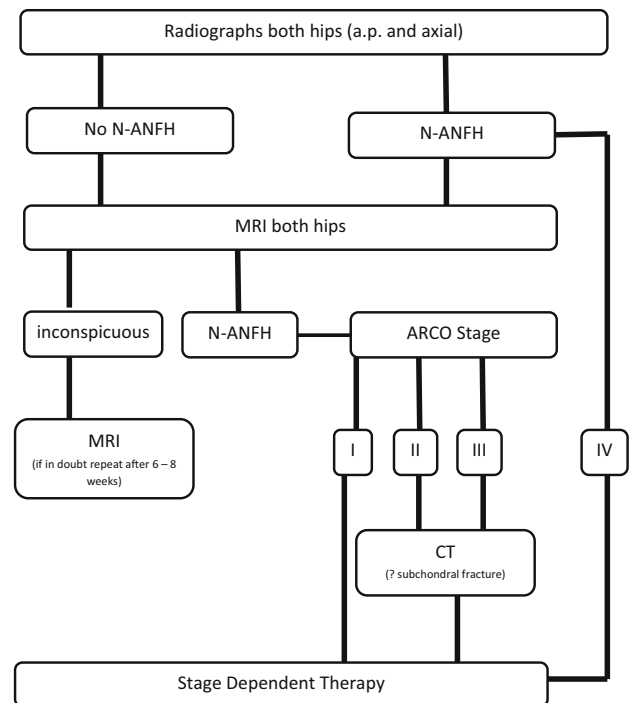 Radiographs both hips (a.p. and axial)
No N-ANFH
N-ANFH
MRI both hips
inconspicuous
N-ANFH
ARCO Stage
MRI
(if in doubt repeat after 6 – 8
weeks)
I
II
III
IV
CT
(? subchondral fracture)
Stage Dependent Therapy